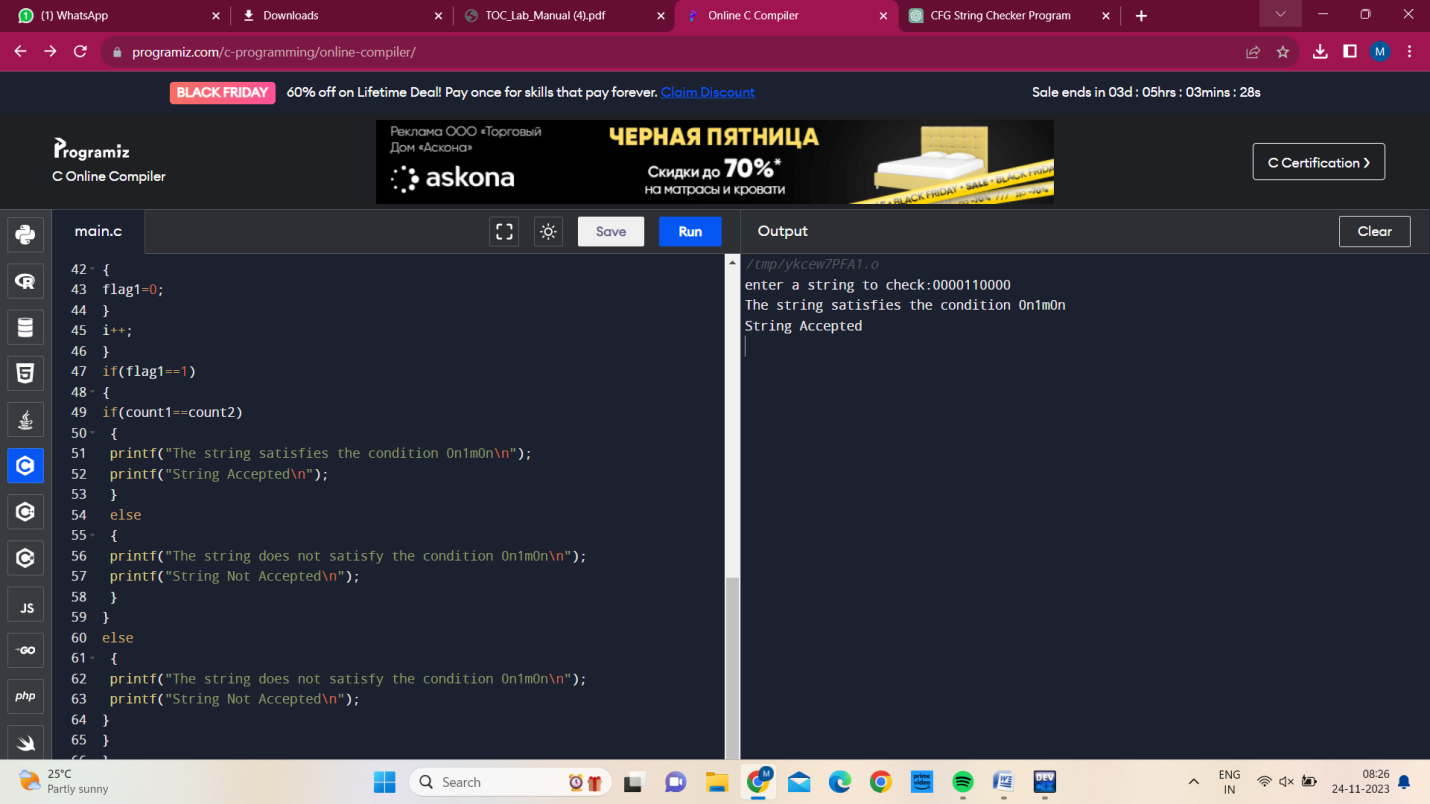 (1) WhatsApp
Downloads
TOC_Lab_Manual (4).pdf
Online C Compiler
CFG String Checker Program
programiz.com/c-programming/online-compiler/
M
BLACK FRIDAY 60% off on Lifetime Deal! Pay once for skills that pay forever. Claim Discount
Sale ends in 03d : 05hrs : 03mins : 28s
Programiz
C Online Compiler
Реклама ООО «Торговый
Дом «Аскона»
askona
ЧЕРНАЯ ПЯТНИЦА
Скидки до 70%*
на матрасы и кровати
C Certification
main.c
Save
Run
Output
Clear
42 {
43 flag1=0;
44 }
45 i++;
46 }
47 if(flag1==1)
48 {
49 if(count1==count2)
50 {
51 printf("The string satisfies the condition 0n1m0n\n");
52 printf("String Accepted\n");
53 }
54 else
55 {
56 printf("The string does not satisfy the condition 0n1m0n\n");
57 printf("String Not Accepted\n");
58 }
59 }
60 else
61 {
62 printf("The string does not satisfy the condition 0n1m0n\n");
63 printf("String Not Accepted\n");
64 }
65 }
/tmp/ykcew7PFA1.o
enter a string to check:0000110000
The string satisfies the condition 0n1m0n
String Accepted
JS
GO
php
25°C
Partly sunny
Search
prime video
DEV
ENG
IN
08:26
24-11-2023